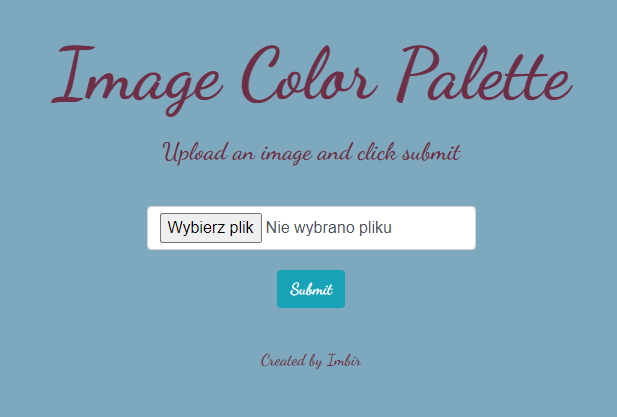 Image Color Palette
Upload an image and click submit
Wybierz plik Nie wybrano pliku
Submit
Created by Imbir